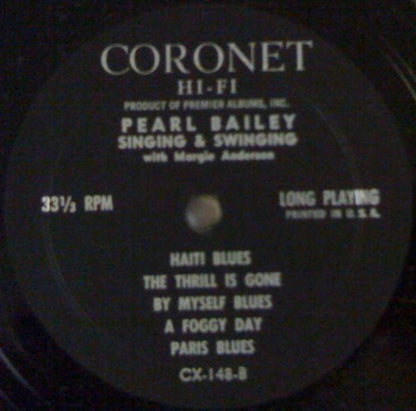 CORONET
HI-FI
PRODUCT OF PREMIER ALBUMS, INC.
PEARL BAILEY
SINGING & SWINGING
with Margie Anderson
33⅓ RPM
LONG PLAYING
PRINTED IN U.S.A.
HAITI BLUES
THE THRILL IS GONE
BY MYSELF BLUES
A FOGGY DAY
PARIS BLUES
CX-148-B